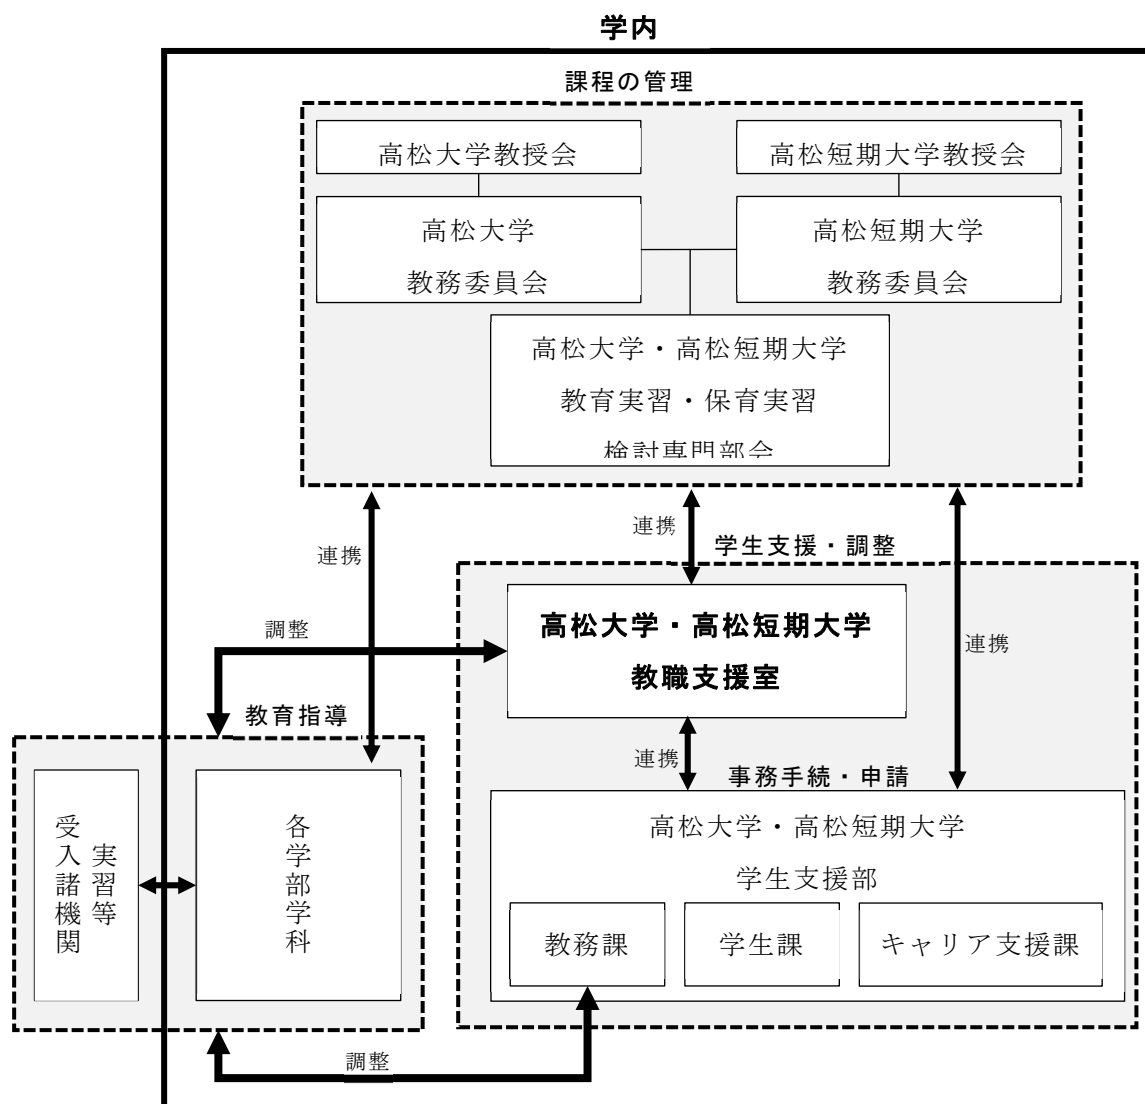 学内
課程の管理
高松大学教授会
高松短期大学教授会
高松大学
教務委員会
高松短期大学
教務委員会
高松大学・高松短期大学
教育実習・保育実習
検討専門部会
連携
連携
連携
学生支援・調整
高松大学・高松短期大学
教職支援室
調整
教育指導
実習等
受入諸機関
各学部学科
連携
事務手続・申請
高松大学・高松短期大学
学生支援部
教務課
学生課
キャリア支援課
調整